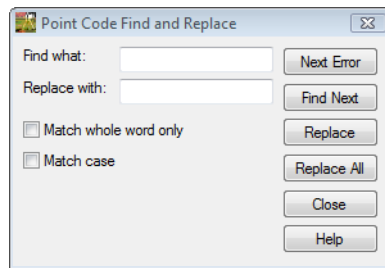 Point Code Find and Replace
Find what:
Next Error
Replace with:
Find Next
Match whole word only
Replace
Match case
Replace All
Close
Help